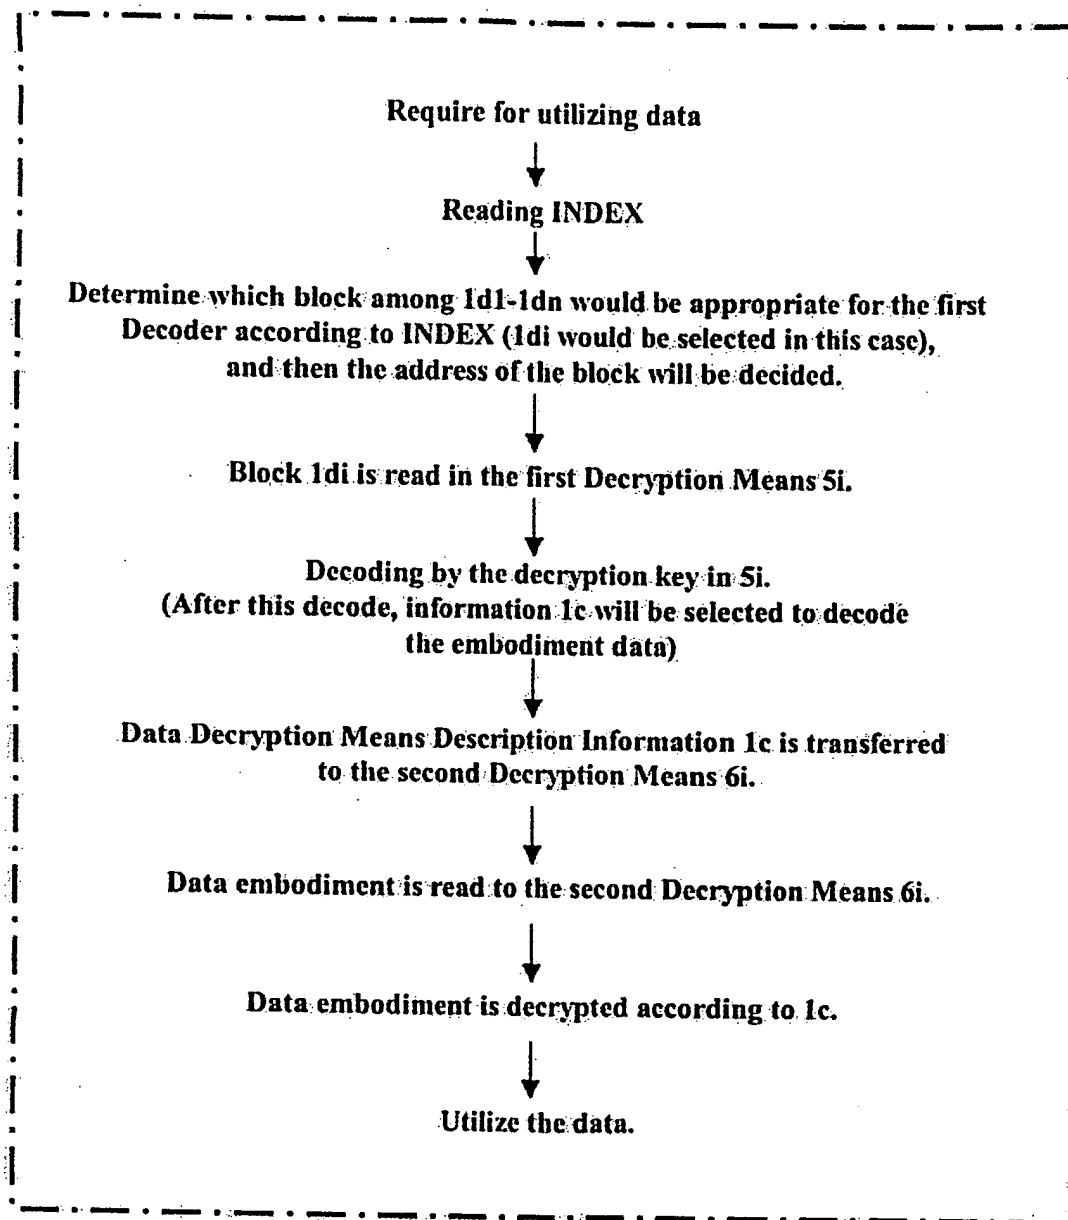 Require for utilizing data
Reading INDEX
Determine which block among 1d1-1dn would be appropriate for the first
Decoder according to INDEX (1di would be selected in this case),
and then the address of the block will be decided.
Block 1di is read in the first Decryption Means 5i.
Decoding by the decryption key in 5i.
(After this decode, information 1c will be selected to decode
the embodiment data)
Data Decryption Means Description Information 1c is transferred
to the second Decryption Means 6i.
Data embodiment is read to the second Decryption Means 6i.
Data embodiment is decrypted according to 1c.
Utilize the data.